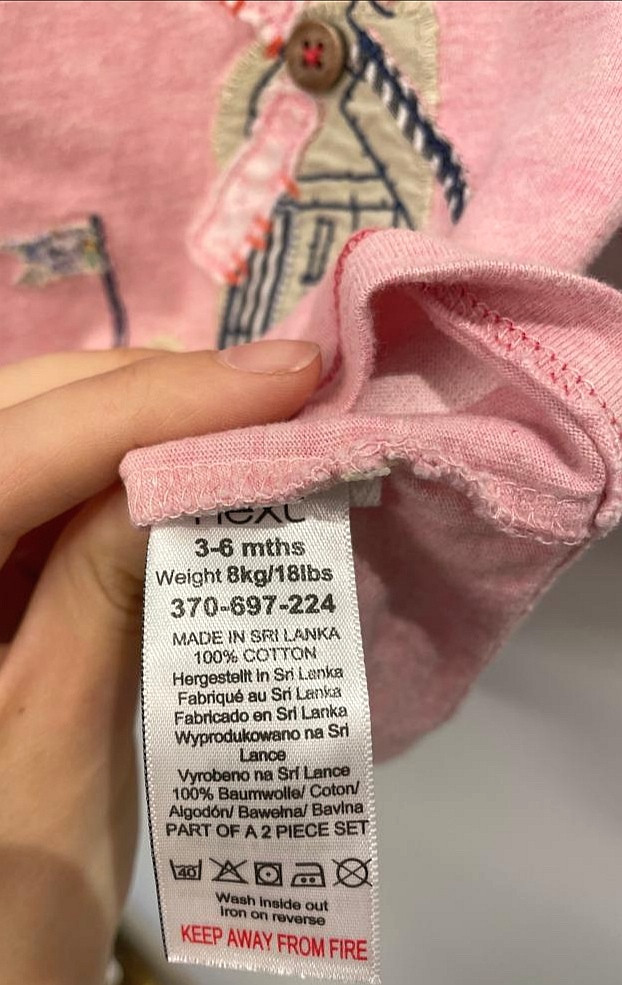 next
3-6 mths
Weight 8kg/18lbs
370-697-224
MADE IN SRI LANKA
100% COTTON
Hergestellt in Sri Lanka
Fabriqué au Sri Lanka
Fabricado en Sri Lanka
Wyprodukowano na Sri
Lance
Vyrobeno na Srí Lance
100% Baumwolle/ Coton/
Algodón/ Bawełna/ Bavlna
PART OF A 2 PIECE SET
40
Wash inside out
Iron on reverse
KEEP AWAY FROM FIRE